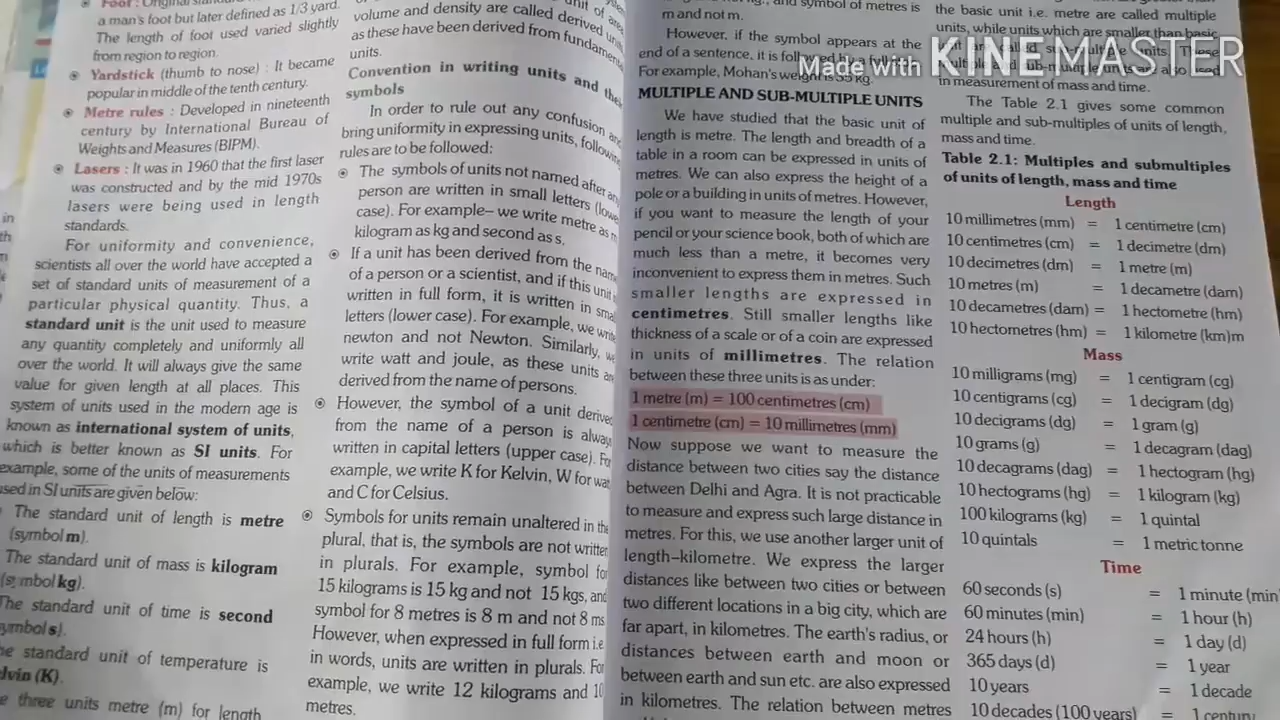 a man's foot but later defined as 1/3 yard.
The length of foot used varied slightly
from region to region.
Yardstick (thumb to nose) : It became
popular in middle of the tenth century.
Metre rules : Developed in nineteenth
century by International Bureau of
Weights and Measures (BIPM).
Lasers : It was in 1960 that the first laser
was constructed and by the mid 1970s
lasers were being used in length
standards.
For uniformity and convenience,
scientists all over the world have accepted a
set of standard units of measurement of a
particular physical quantity. Thus, a
standard unit is the unit used to measure
any quantity completely and uniformly all
over the world. It will always give the same
value for given length at all places. This
system of units used in the modern age is
known as international system of units,
which is better known as SI units. For
example, some of the units of measurements
used in SI units are given below:
The standard unit of length is metre
(symbol m).
The standard unit of mass is kilogram
(symbol kg).
The standard unit of time is second
symbol s).
standard unit of temperature is
(K).
three units metre (m) for length
volume and density are called derived units
as these have been derived from fundamental
units.
Convention in writing units and their
symbols
In order to rule out any confusion and
bring uniformity in expressing units, following
rules are to be followed:
The symbols of units not named after any
person are written in small letters (lower
case). For example– we write metre as m
kilogram as kg and second as s.
If a unit has been derived from the name
of a person or a scientist, and if this unit is
written in full form, it is written in small
letters (lower case). For example, we write
newton and not Newton. Similarly, we
write watt and joule, as these units are
derived from the name of persons.
However, the symbol of a unit derived
from the name of a person is always
written in capital letters (upper case). For
example, we write K for Kelvin, W for watt
and C for Celsius.
Symbols for units remain unaltered in the
plural, that is, the symbols are not written
in plurals. For example, symbol for
15 kilograms is 15 kg and not 15 kgs, and
symbol for 8 metres is 8 m and not 8 ms
However, when expressed in full form i.e.
in words, units are written in plurals. For
example, we write 12 kilograms and 10
metres.
and symbol of metres is
m and not m.
However, if the symbol appears at the
end of a sentence, it is followed by a full
For example, Mohan's weight is 35 kg.
MULTIPLE AND SUB-MULTIPLE UNITS
We have studied that the basic unit of
length is metre. The length and breadth of a
table in a room can be expressed in units of
metres. We can also express the height of a
pole or a building in units of metres. However,
if you want to measure the length of your
pencil or your science book, both of which are
much less than a metre, it becomes very
inconvenient to express them in metres. Such
smaller lengths are expressed in
centimetres. Still smaller lengths like
thickness of a scale or of a coin are expressed
in units of millimetres. The relation
between these three units is as under:
1 metre (m) = 100 centimetres (cm)
1 centimetre (cm) = 10 millimetres (mm)
Now suppose we want to measure the
distance between two cities say the distance
between Delhi and Agra. It is not practicable
to measure and express such large distance in
metres. For this, we use another larger unit of
length–kilometre. We express the larger
distances like between two cities or between
two different locations in a big city, which are
far apart, in kilometres. The earth's radius, or
distances between earth and moon or
between earth and sun etc. are also expressed
in kilometres. The relation between metres
the basic unit i.e. metre are called multiple
units, while units which are smaller than basic
unit are called sub-multiple units. These
multiple and sub-multiple units are also used
in measurement of mass and time.
The Table 2.1 gives some common
multiple and sub-multiples of units of length,
mass and time.
Table 2.1: Multiples and submultiples
of units of length, mass and time
Length
10 millimetres (mm) = 1 centimetre (cm)
10 centimetres (cm) = 1 decimetre (dm)
10 decimetres (dm) = 1 metre (m)
10 metres (m) = 1 decametre (dam)
10 decametres (dam) = 1 hectometre (hm)
10 hectometres (hm) = 1 kilometre (km)m
Mass
10 milligrams (mg) = 1 centigram (cg)
10 centigrams (cg) = 1 decigram (dg)
10 decigrams (dg) = 1 gram (g)
10 grams (g) = 1 decagram (dag)
10 decagrams (dag) = 1 hectogram (hg)
10 hectograms (hg) = 1 kilogram (kg)
100 kilograms (kg) = 1 quintal
10 quintals = 1 metric tonne
Time
60 seconds (s) = 1 minute (min
60 minutes (min) = 1 hour (h)
24 hours (h) = 1 day (d)
365 days (d) = 1 year
10 years = 1 decade
10 decades (100 years) = 1 century
Made with KINEMASTER